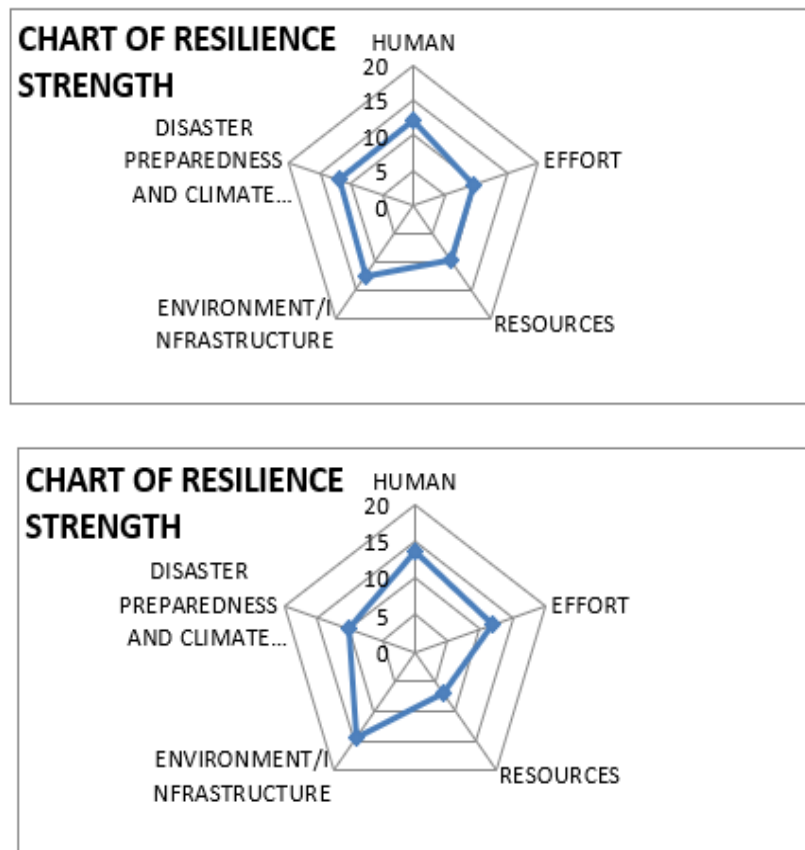 CHART OF RESILIENCE
STRENGTH
HUMAN
20
15
10
5
0
DISASTER
PREPAREDNESS
AND CLIMATE...
EFFORT
ENVIRONMENT/I
NFRASTRUCTURE
RESOURCES
CHART OF RESILIENCE
STRENGTH
HUMAN
20
15
10
5
0
DISASTER
PREPAREDNESS
AND CLIMATE...
EFFORT
ENVIRONMENT/I
NFRASTRUCTURE
RESOURCES